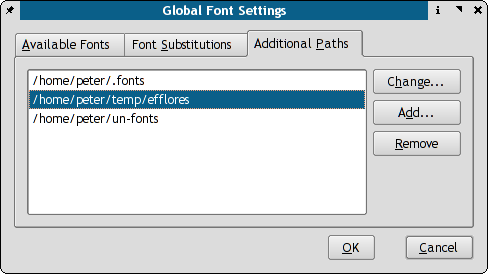 Global Font Settings
Available Fonts
Font Substitutions
Additional Paths
/home/peter/.fonts
/home/peter/temp/efflores
/home/peter/un-fonts
Change...
Add...
Remove
OK
Cancel